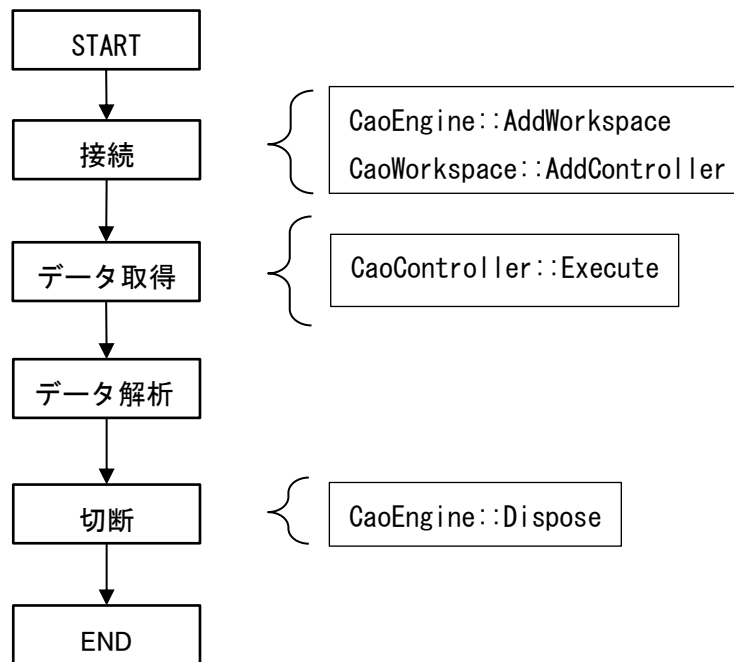 START
接続
CaoEngine::AddWorkspace
CaoWorkspace::AddController
データ取得
CaoController::Execute
データ解析
切断
CaoEngine::Dispose
END